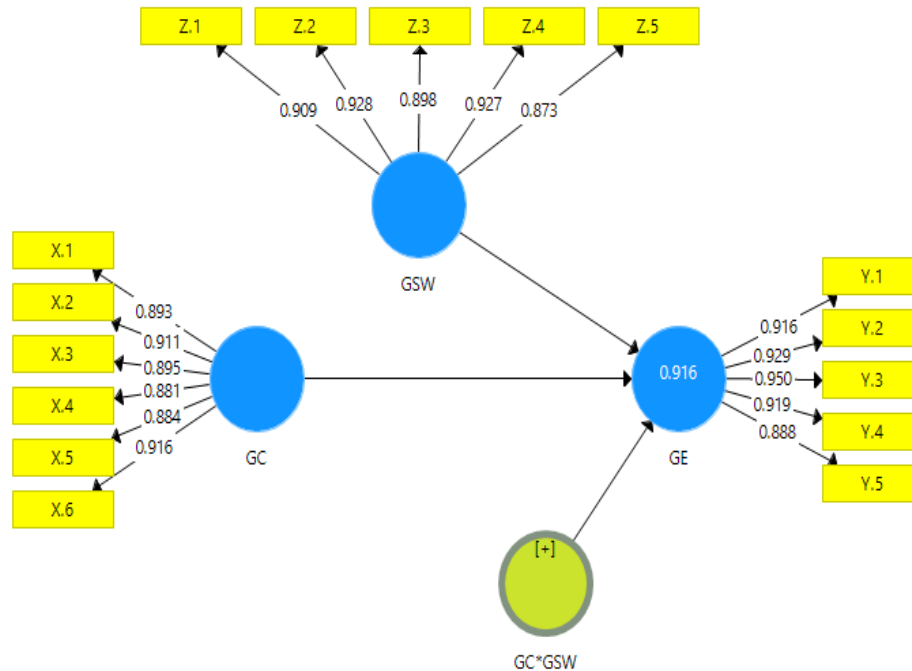 Z.1
Z.2
Z.3
Z.4
Z.5
0.909
0.928
0.898
0.927
0.873
GSW
X.1
X.2
X.3
X.4
X.5
X.6
0.893
0.911
0.895
0.881
0.884
0.916
GC
0.916
GE
0.916
0.929
0.950
0.919
0.888
Y.1
Y.2
Y.3
Y.4
Y.5
[+]
GC*GSW